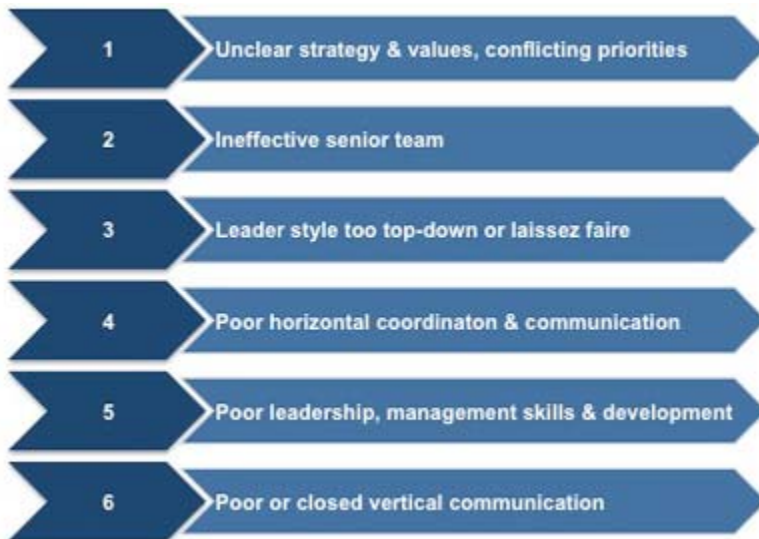 1 Unclear strategy & values, conflicting priorities
2 Ineffective senior team
3 Leader style too top-down or laissez faire
4 Poor horizontal coordinaton & communication
5 Poor leadership, management skills & development
6 Poor or closed vertical communication